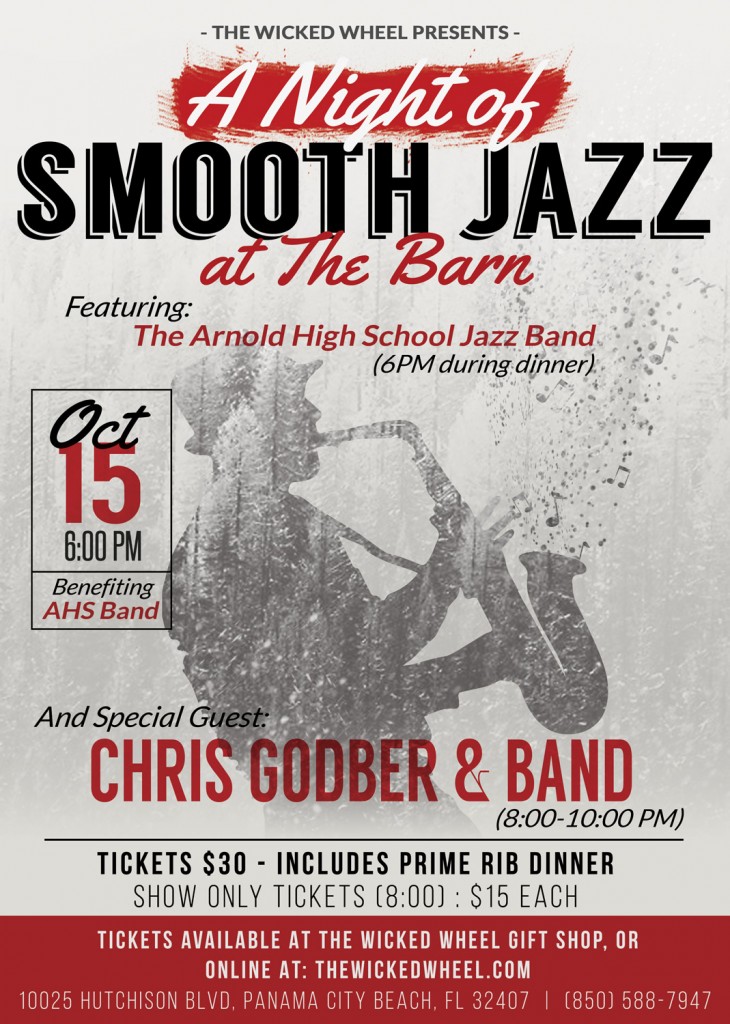 - THE WICKED WHEEL PRESENTS -
A Night of
SMOOTH JAZZ
at The Barn
Featuring:
The Arnold High School Jazz Band
(6PM during dinner)
Oct
15
6:00 PM
Benefiting
AHS Band
And Special Guest:
CHRIS GODBER & BAND
(8:00-10:00 PM)
TICKETS $30 - INCLUDES PRIME RIB DINNER
SHOW ONLY TICKETS (8:00) : $15 EACH
TICKETS AVAILABLE AT THE WICKED WHEEL GIFT SHOP, OR
ONLINE AT: THEWICKEDWHEEL.COM
10025 HUTCHISON BLVD, PANAMA CITY BEACH, FL 32407 | (850) 588-7947